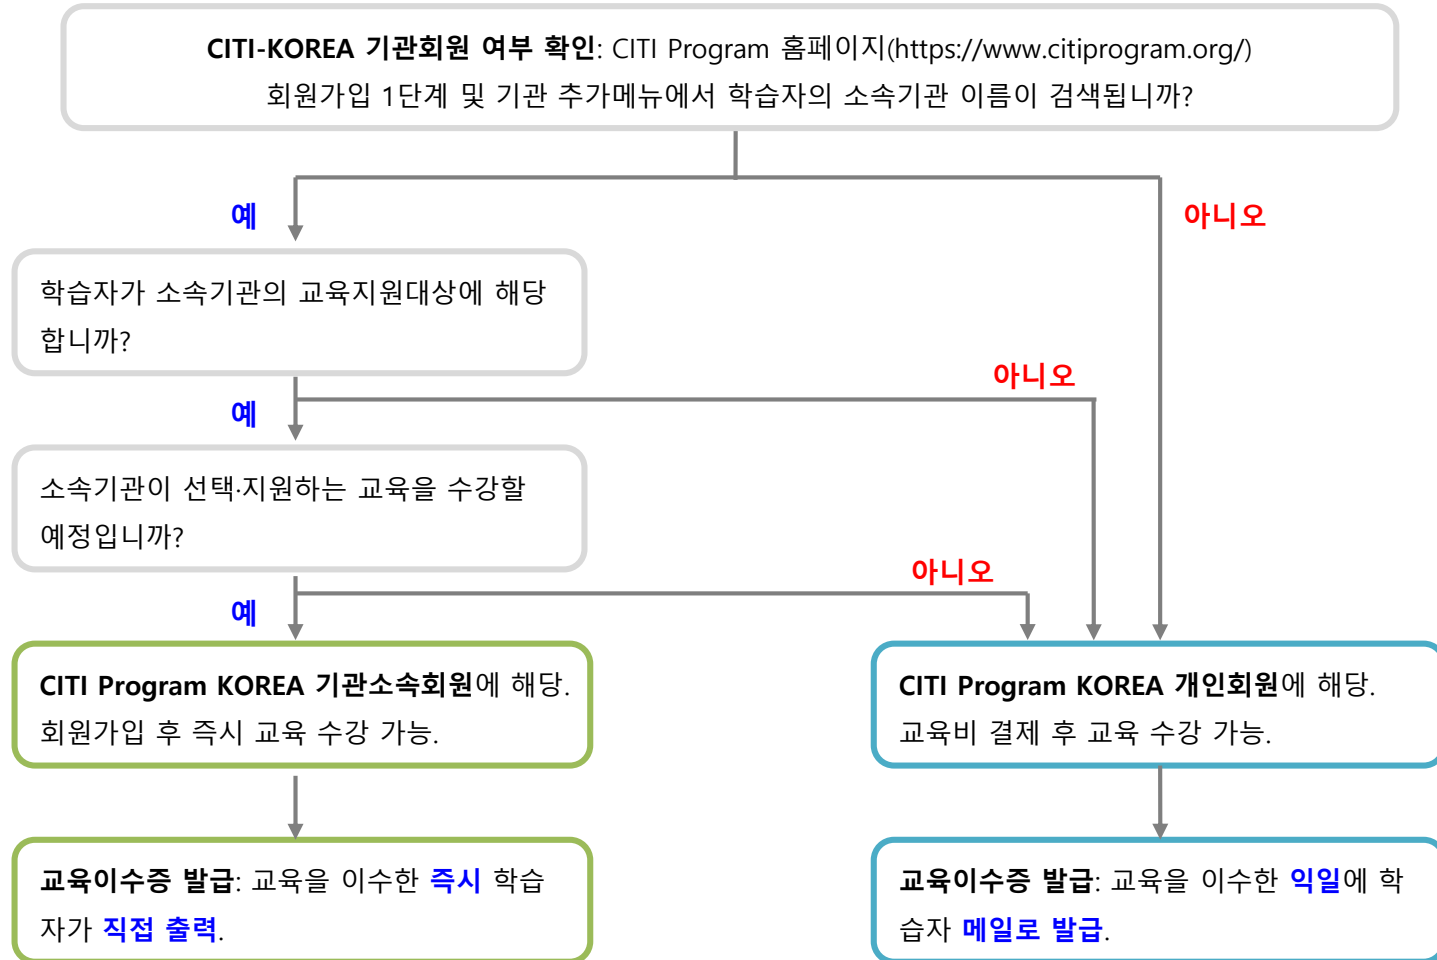 CITI-KOREA 기관회원 여부 확인: CITI Program 홈페이지(https://www.citiprogram.org/)
회원가입 1단계 및 기관 추가메뉴에서 학습자의 소속기관 이름이 검색됩니까?
예
아니오
학습자가 소속기관의 교육지원대상에 해당
합니까?
아니오
예
소속기관이 선택·지원하는 교육을 수강할
예정입니까?
아니오
예
CITI Program KOREA 기관소속회원에 해당.
회원가입 후 즉시 교육 수강 가능.
CITI Program KOREA 개인회원에 해당.
교육비 결제 후 교육 수강 가능.
교육이수증 발급: 교육을 이수한 즉시 학습
자가 직접 출력.
교육이수증 발급: 교육을 이수한 익일에 학
습자 메일로 발급.